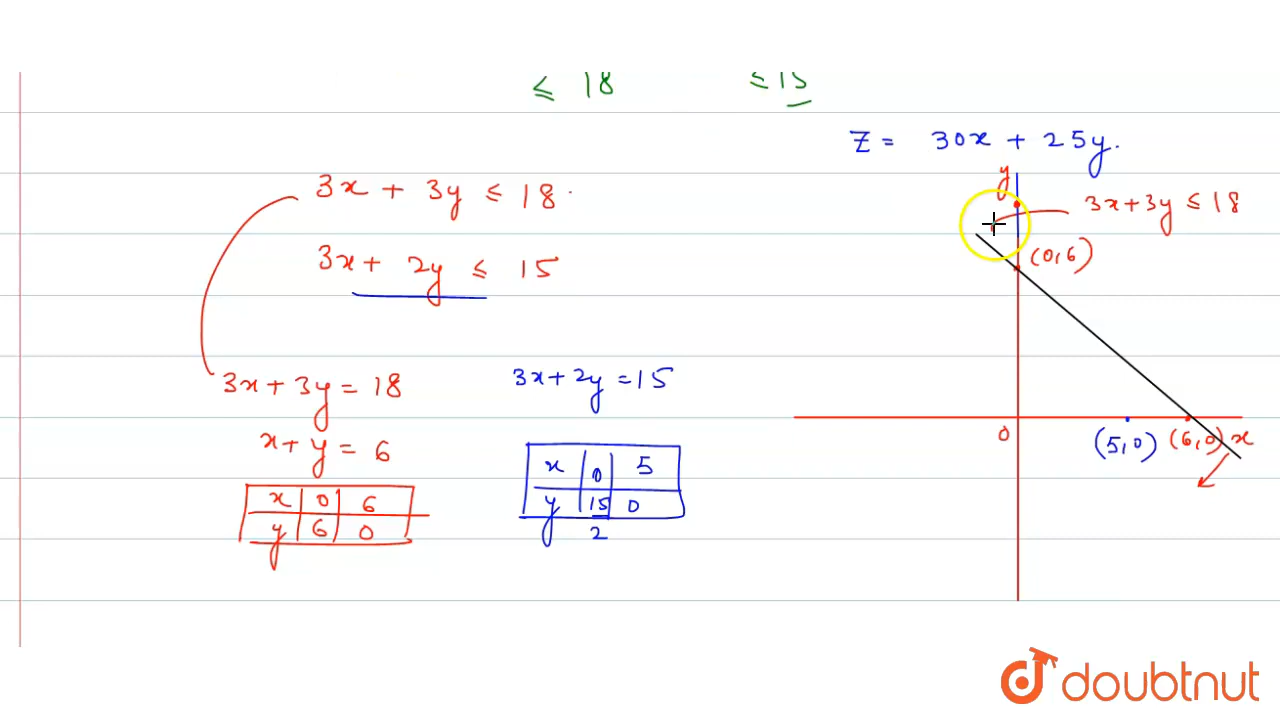 ≤ 18 ≤ 15
Z = 30x + 25y.
y
3x + 3y ≤ 18
3x + 3y ≤ 18
(0,6)
3x + 2y ≤ 15
3x + 3y = 18
3x + 2y = 15
x + y = 6
0 (5,0) (6,0) x
x 0 5
y 15/2 0
x 0 6
y 6 0
doubtnut